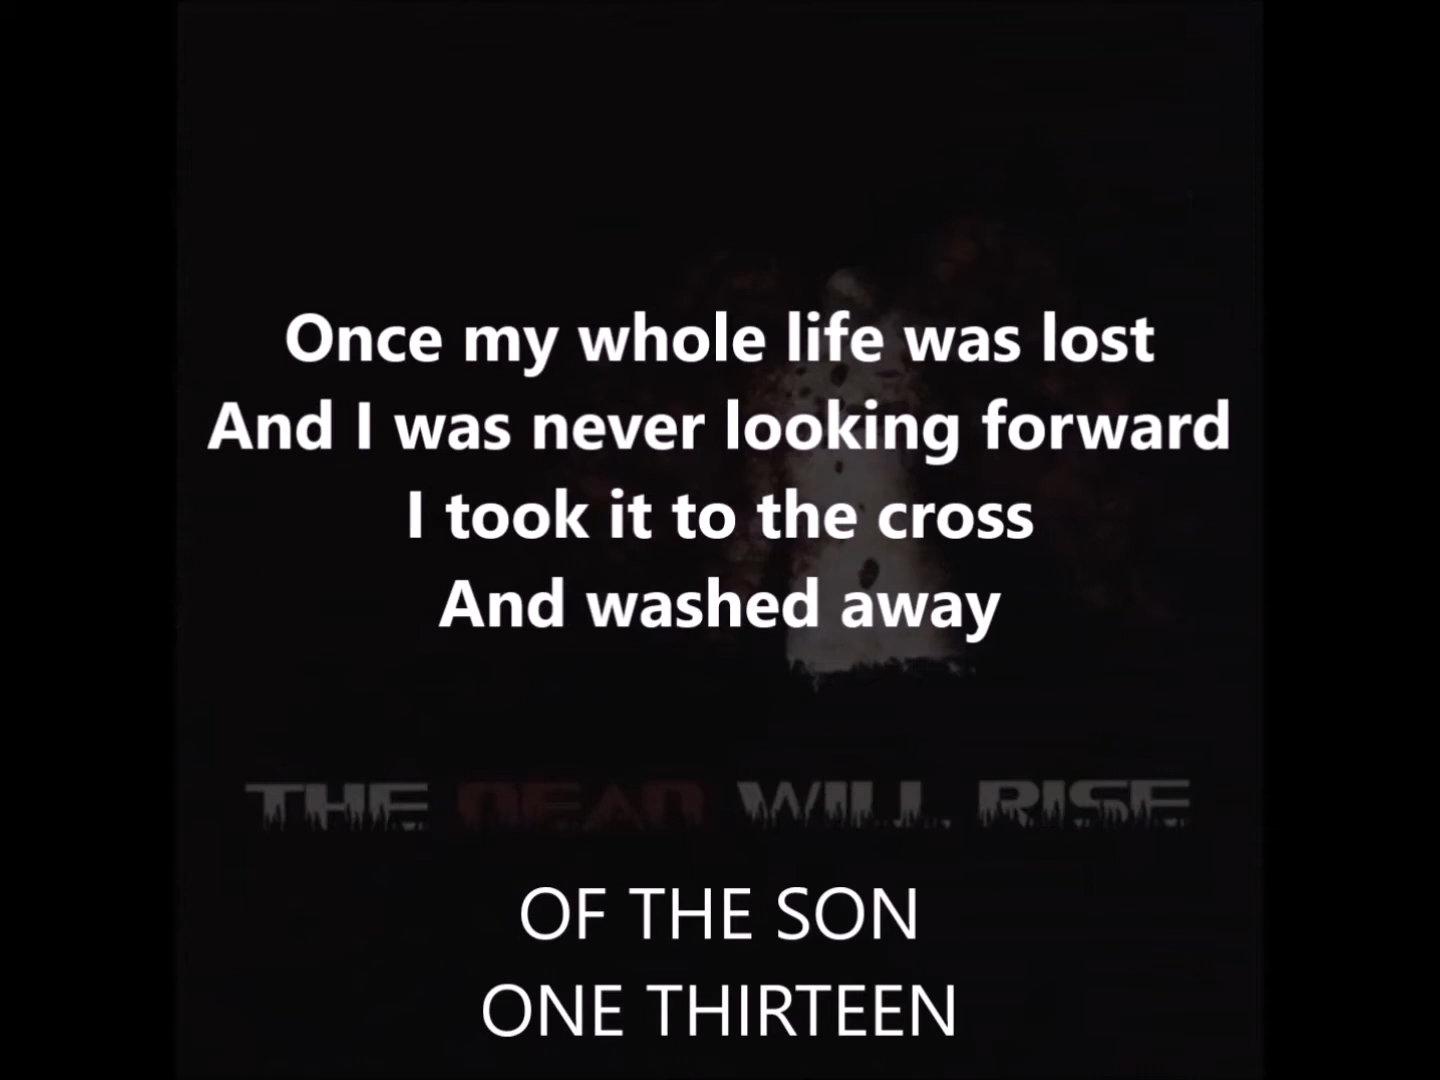 Once my whole life was lost
And I was never looking forward
I took it to the cross
And washed away
THE DEAD WILL RISE
OF THE SON
ONE THIRTEEN